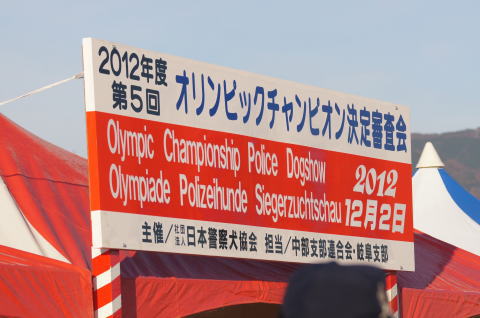 2012年度
第5回
オリンピックチャンピオン決定審査会
Olympic Championship Police Dogshow
Olympiade Polizeihunde Siegerzuchtschau
2012
12月2日
主催/社団法人日本警察犬協会 担当/中部支部連合会・岐阜支部